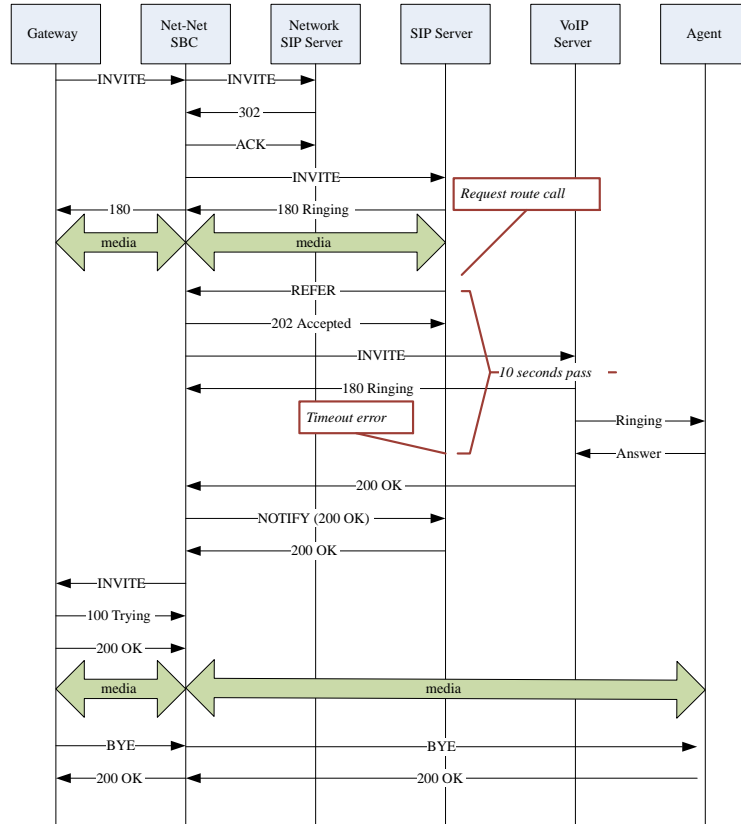 Gateway
Net-Net
SBC
Network
SIP Server
SIP Server
VoIP
Server
Agent
INVITE
INVITE
302
ACK
INVITE
Request route call
180
180 Ringing
media
media
REFER
202 Accepted
INVITE
10 seconds pass
180 Ringing
Timeout error
Ringing
Answer
200 OK
NOTIFY (200 OK)
200 OK
INVITE
100 Trying
200 OK
media
media
BYE
BYE
200 OK
200 OK